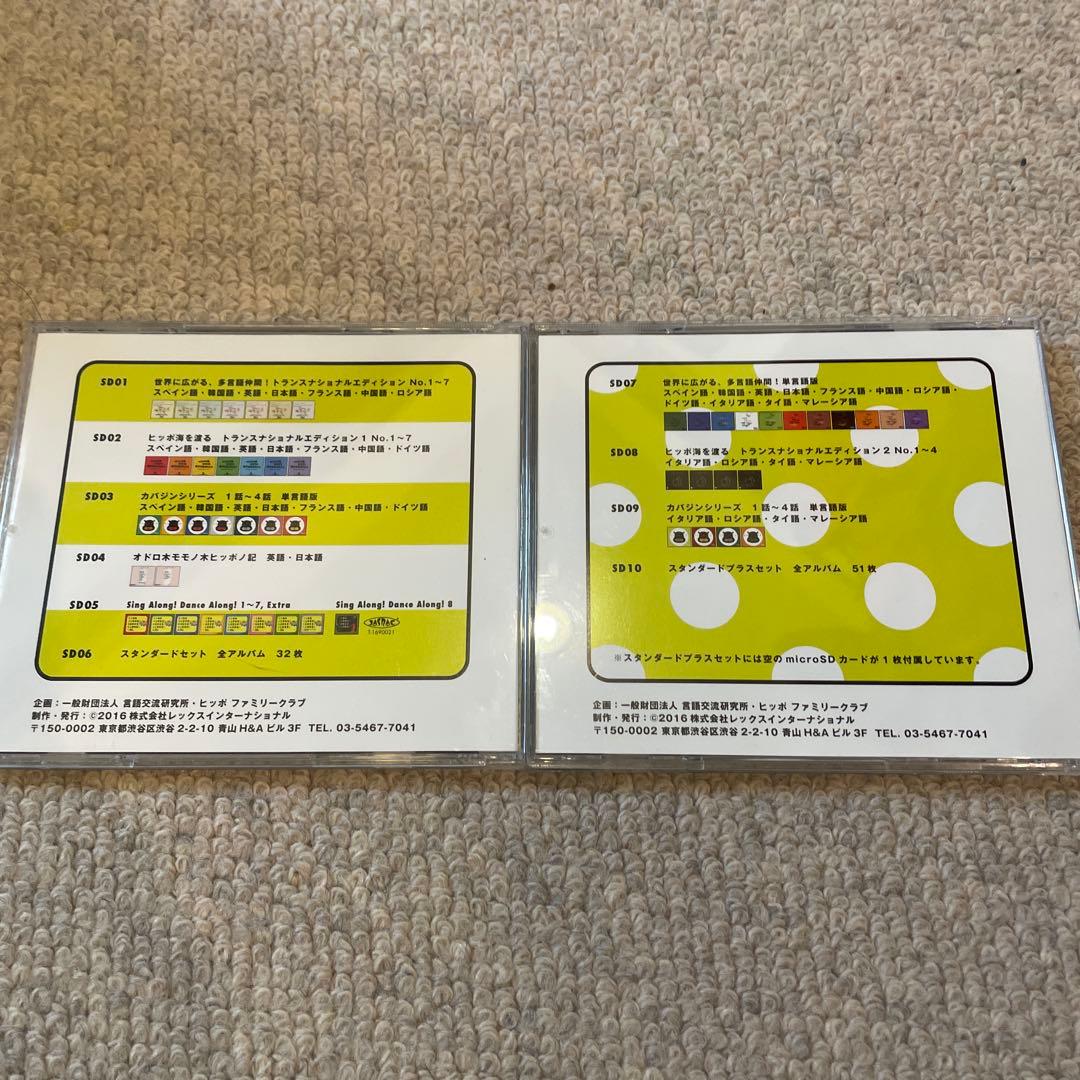 SD01 世界に広がる、多言語仲間！トランスナショナルエディション No.1〜7
スペイン語・韓国語・英語・日本語・フランス語・中国語・ロシア語
SD02 ヒッポ海を渡る トランスナショナルエディション1 No.1〜7
スペイン語・韓国語・英語・日本語・フランス語・中国語・ドイツ語
SD03 カバジンシリーズ 1話〜4話 単言語版
スペイン語・韓国語・英語・日本語・フランス語・中国語・ドイツ語
SD04 オドロ木モモノ木ヒッポノ記 英語・日本語
SD05 Sing Along! Dance Along! 1〜7, Extra Sing Along! Dance Along! 8
JASRAC
T-1690021
SD06 スタンダードセット 全アルバム 32枚
企画：一般財団法人 言語交流研究所・ヒッポ ファミリークラブ
制作・発行：©2016 株式会社レックスインターナショナル
〒150-0002 東京都渋谷区渋谷 2-2-10 青山 H&A ビル 3F TEL. 03-5467-7041
SD07 世界に広がる、多言語仲間！単言語版
スペイン語・韓国語・英語・日本語・フランス語・中国語・ロシア語・
ドイツ語・イタリア語・タイ語・マレーシア語
SD08 ヒッポ海を渡る トランスナショナルエディション2 No.1〜4
イタリア語・ロシア語・タイ語・マレーシア語
SD09 カバジンシリーズ 1話〜4話 単言語版
イタリア語・ロシア語・タイ語・マレーシア語
SD10 スタンダードプラスセット 全アルバム 51枚
※スタンダードプラスセットには空のmicroSDカードが1枚付属しています。
企画：一般財団法人 言語交流研究所・ヒッポ ファミリークラブ
制作・発行：©2016 株式会社レックスインターナショナル
〒150-0002 東京都渋谷区渋谷 2-2-10 青山 H&A ビル 3F TEL. 03-5467-7041